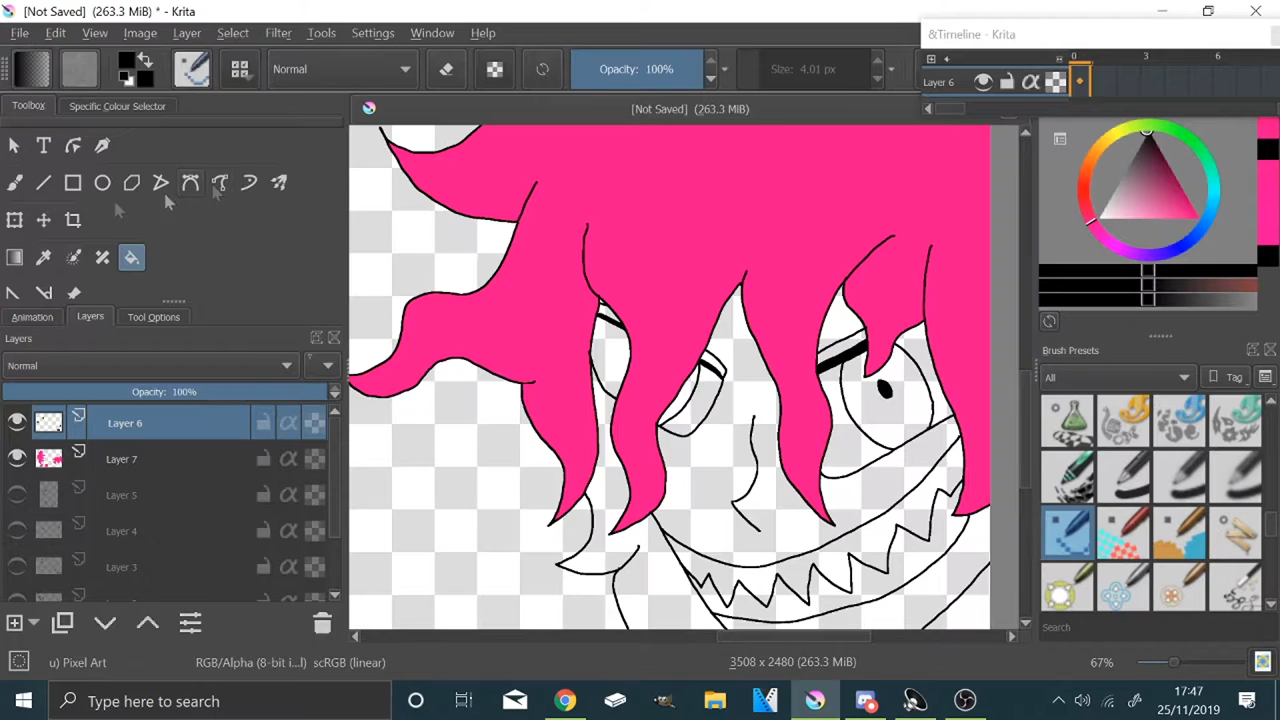 [Not Saved] (263.3 MiB) * - Krita
File Edit View Image Layer Select Filter Tools Settings Window Help
&Timeline - Krita
Normal
Opacity: 100%
Size: 4.01 px
0 3 6
Layer 6
Toolbox
Specific Colour Selector
[Not Saved] (263.3 MiB)
Animation
Layers
Tool Options
Layers
Normal
Opacity: 100%
Layer 6
Layer 7
Layer 5
Layer 4
Layer 3
Brush Presets
All
Tag
Search
u) Pixel Art
RGB/Alpha (8-bit i...l) scRGB (linear)
3508 x 2480 (263.3 MiB)
67%
Type here to search
17:47
25/11/2019